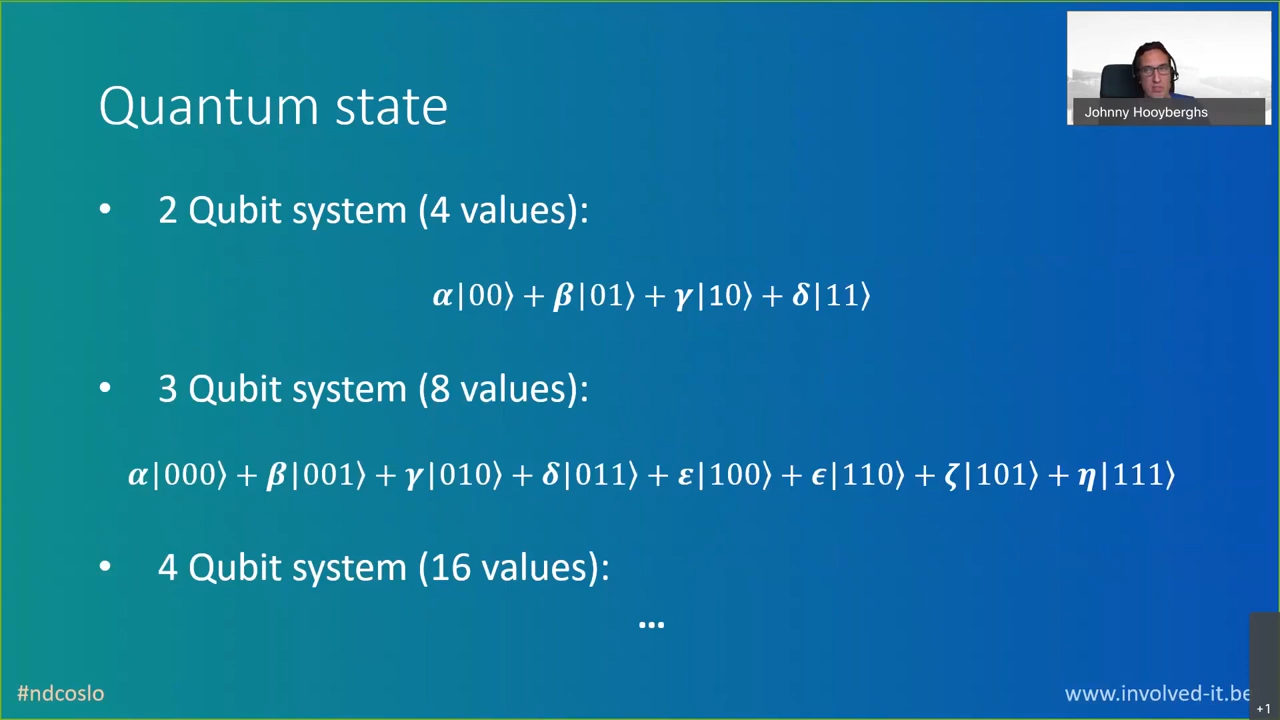 Quantum state
Johnny Hooyberghs
• 2 Qubit system (4 values):
𝜶|00⟩ + 𝜷|01⟩ + 𝜸|10⟩ + 𝜹|11⟩
• 3 Qubit system (8 values):
𝜶|000⟩ + 𝜷|001⟩ + 𝜸|010⟩ + 𝜹|011⟩ + 𝜺|100⟩ + 𝝐|110⟩ + 𝜻|101⟩ + 𝜼|111⟩
• 4 Qubit system (16 values):
...
#ndcoslo
www.involved-it.be
+1